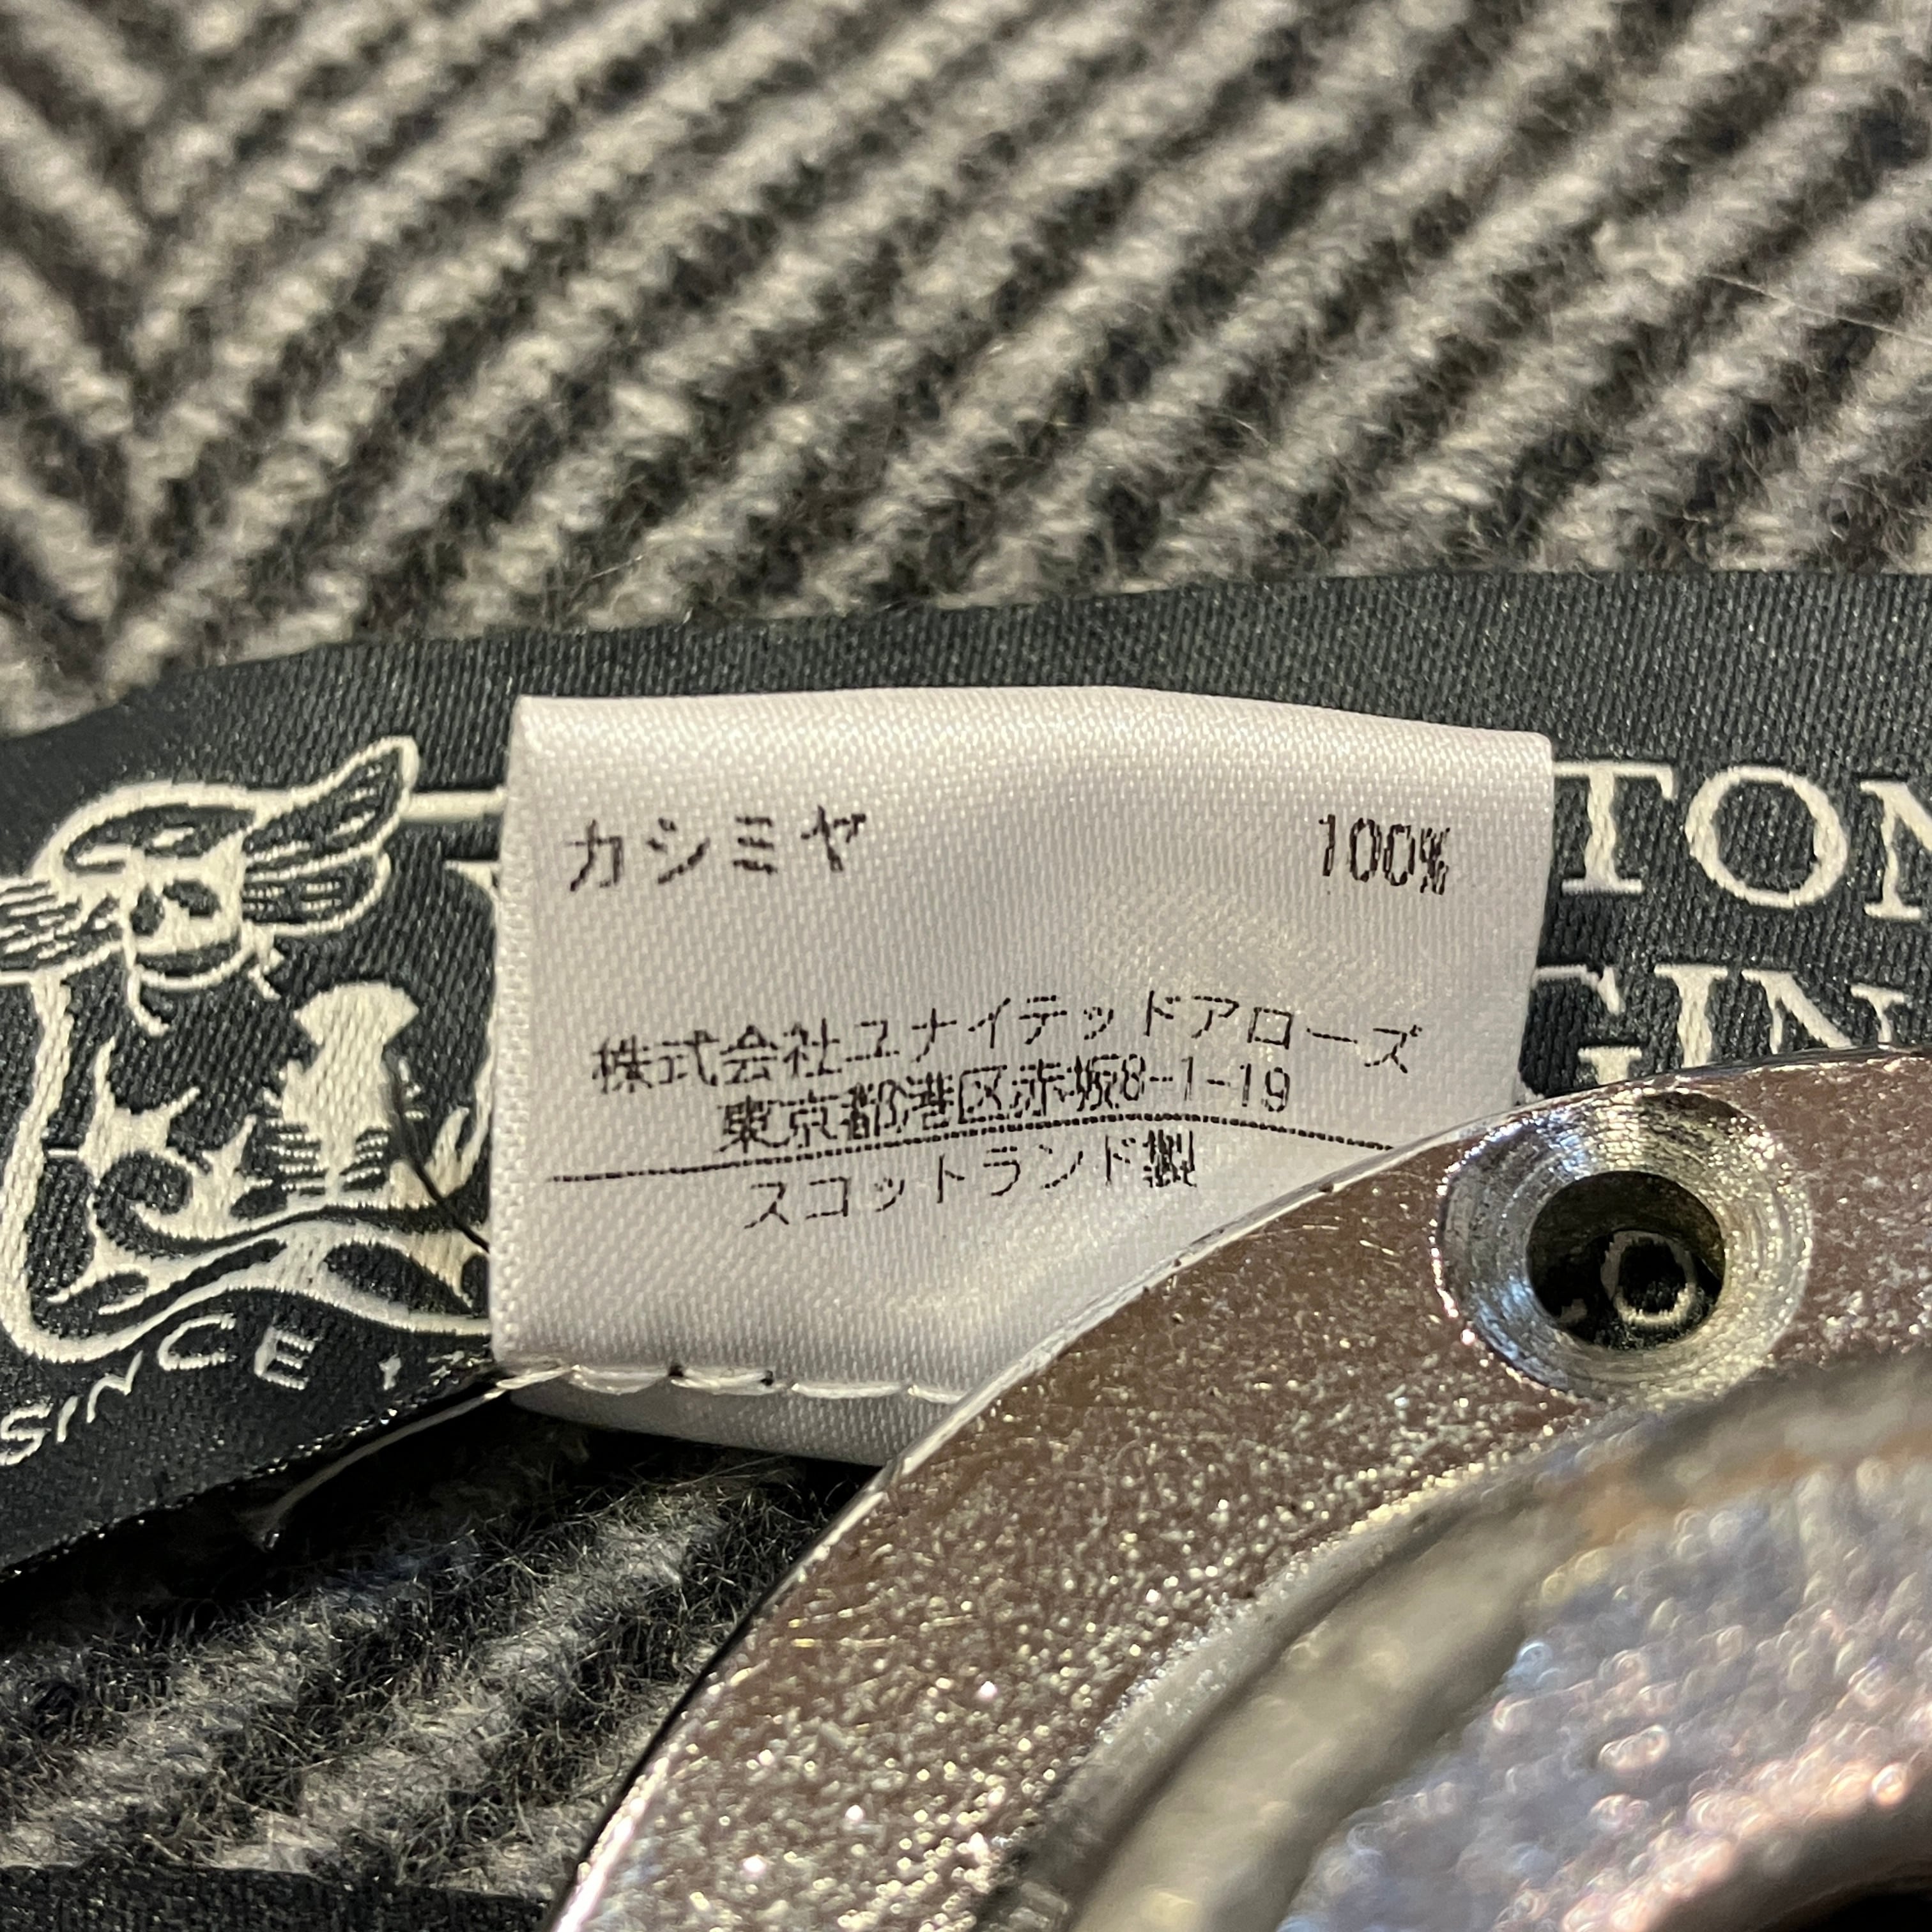 カシミヤ 100%
株式会社ユナイテッドアローズ
東京都港区赤坂8-1-19
スコットランド製
TON
GIN
SINCE